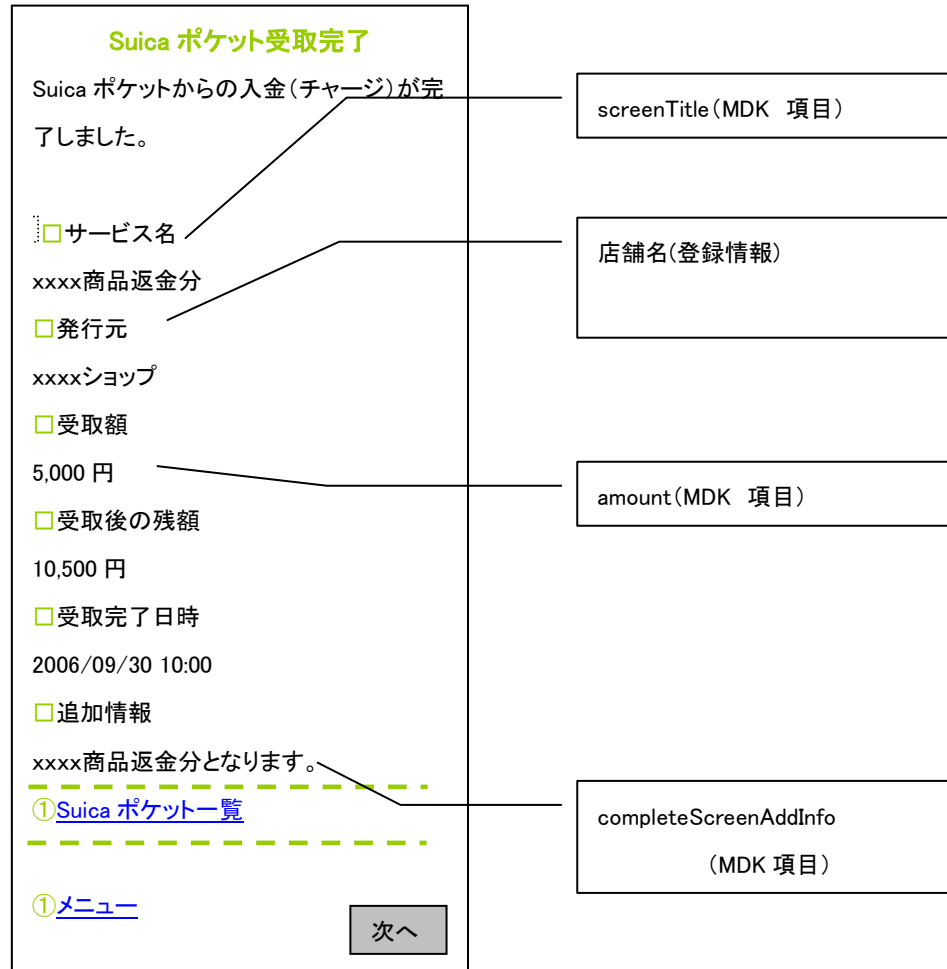 Suica ポケット受取完了
Suica ポケットからの入金(チャージ)が完
了しました。
□サービス名
xxxx商品返金分
□発行元
xxxxショップ
□受取額
5,000 円
□受取後の残額
10,500 円
□受取完了日時
2006/09/30 10:00
□追加情報
xxxx商品返金分となります。
①Suica ポケット一覧
①メニュー
次へ
screenTitle(MDK 項目)
店舗名(登録情報)
amount(MDK 項目)
completeScreenAddInfo
(MDK 項目)